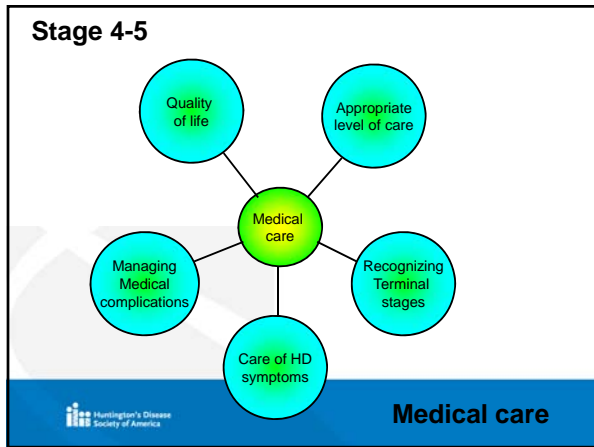 Stage 4-5
Quality
of life
Appropriate
level of care
Medical
care
Managing
Medical
complications
Recognizing
Terminal
stages
Care of HD
symptoms
Huntington's Disease
Society of America
Medical care